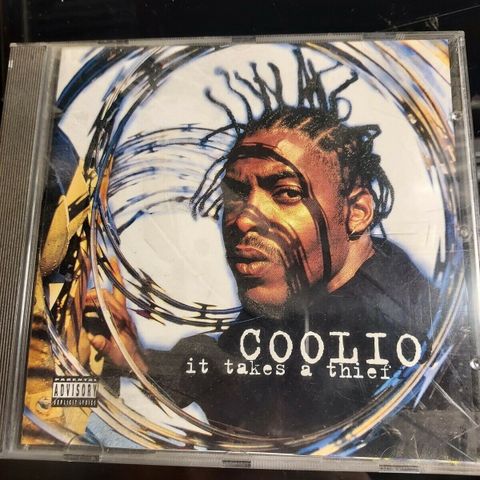 COOLIO
it takes a thief
PARENTAL
ADVISORY
EXPLICIT LYRICS